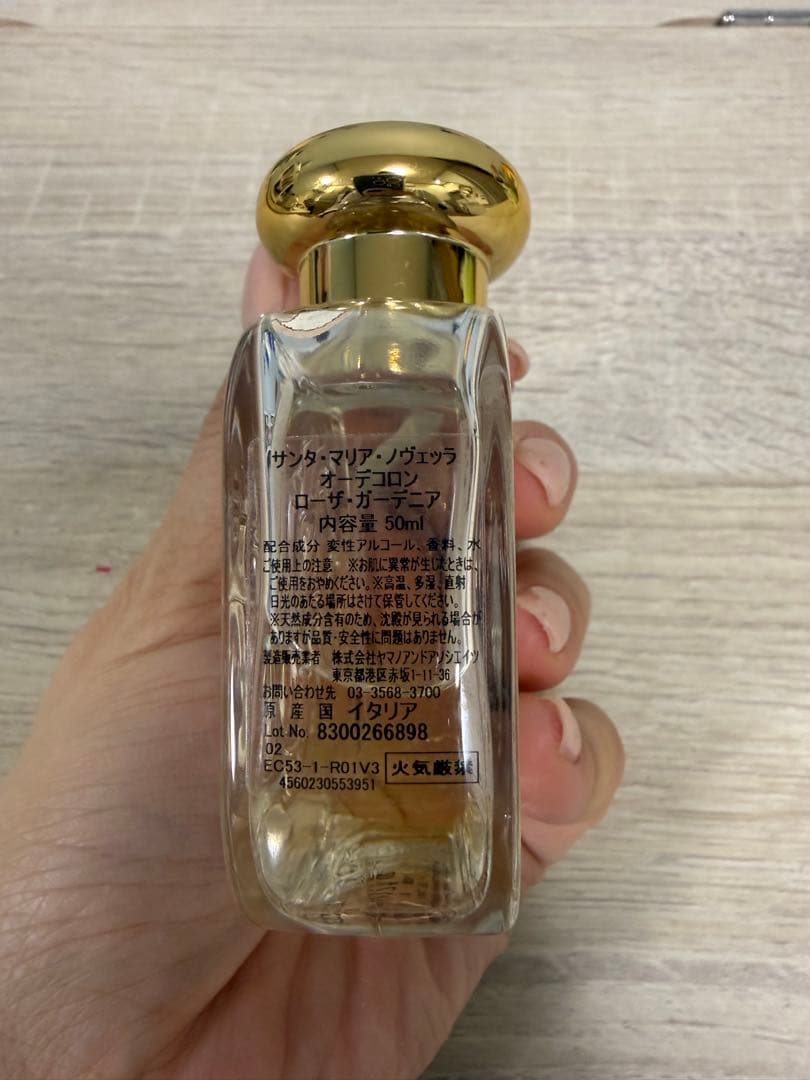 サンタ・マリア・ノヴェッラ
オーデコロン
ローザ・ガーデニア
内容量 50ml
配合成分 変性アルコール、香料、水
ご使用上の注意 ※お肌に異常が生じたときは、
ご使用をおやめください。※高温、多湿、直射
日光のあたる場所はさけて保管してください。
※天然成分含有のため、沈殿が見られる場合が
ありますが品質・安全性に問題はありません。
製造販売業者 株式会社ヤマノアンドアソシエイツ
東京都港区赤坂1-11-36
お問い合わせ先 03-3568-3700
原産国 イタリア
Lot No. 8300266898
02
EC53-1-R01V3 火気厳禁
4560230553951